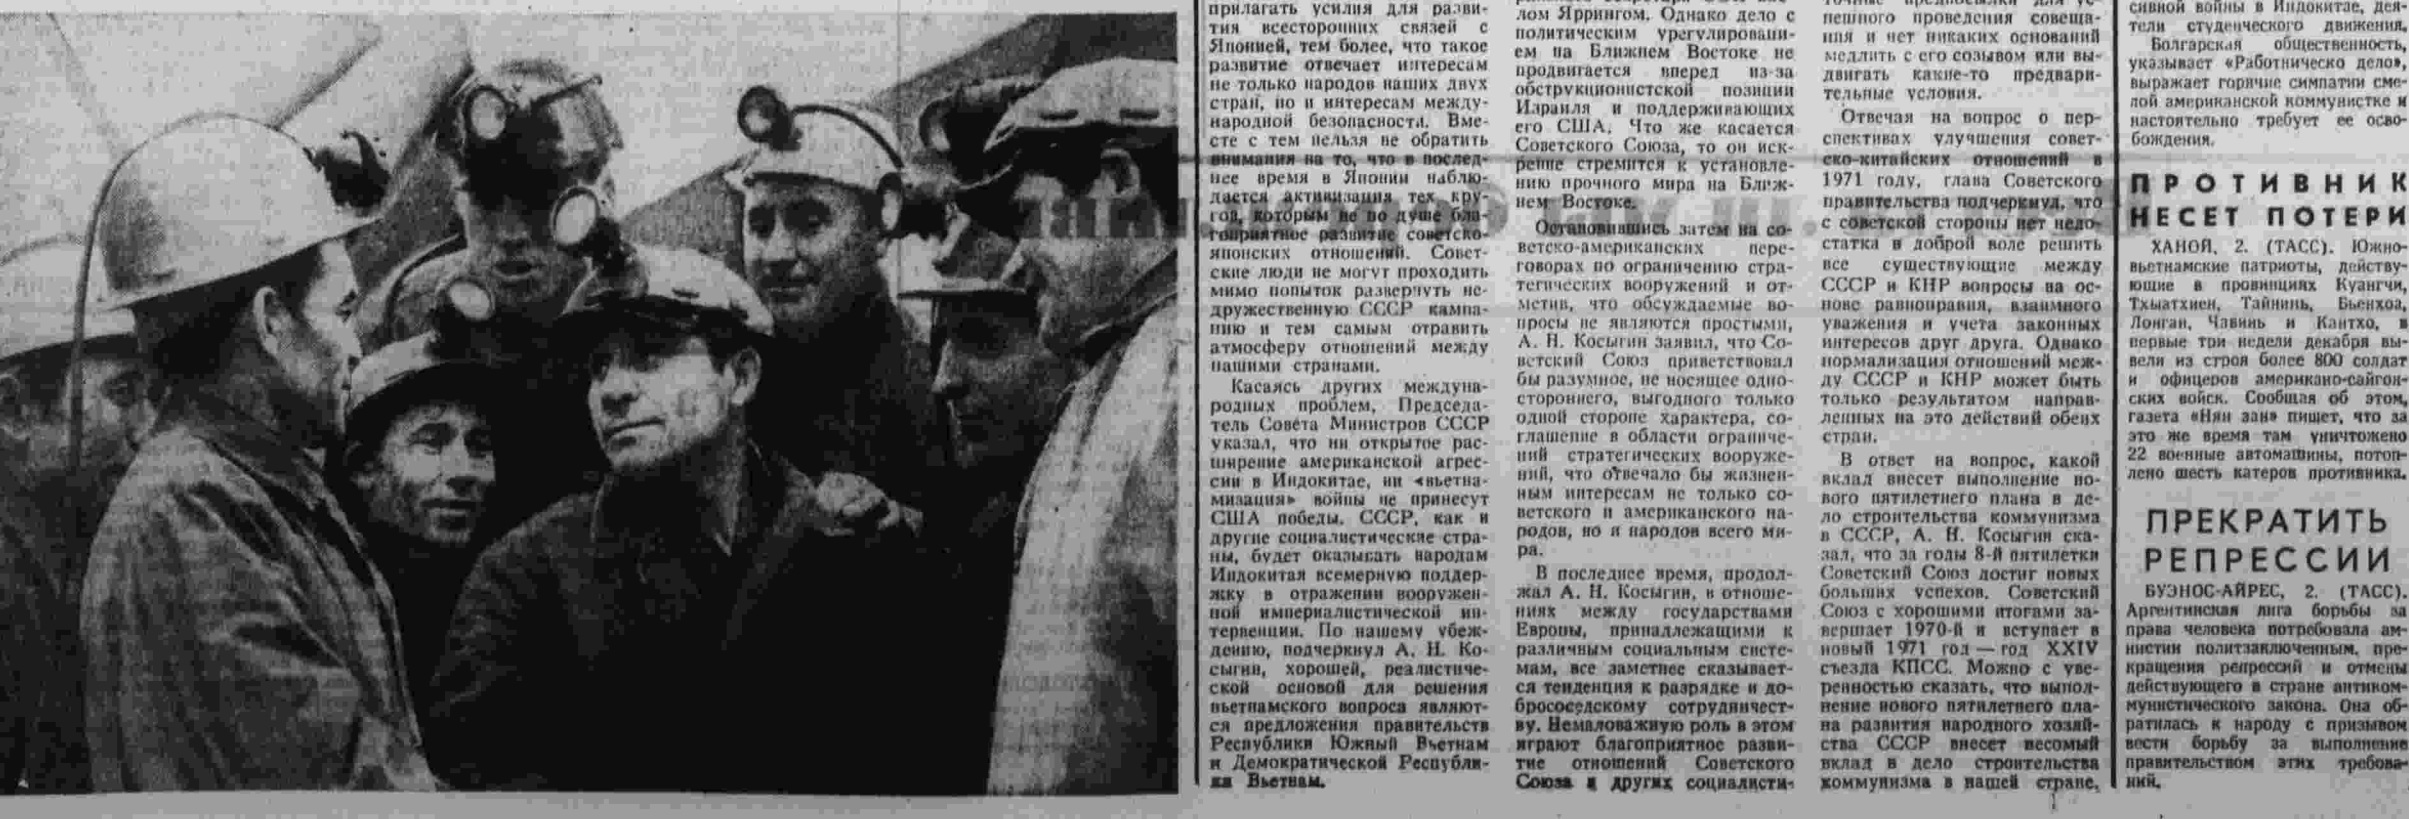 прилагать усилия для разви-
тия всесторонних связей с
Японией, тем более, что такое
развитие отвечает интересам
не только народов наших двух
стран, но и интересам между-
народной безопасности. Вме-
сте с тем нельзя не обратить
внимания на то, что в послед-
нее время в Японии наблю-
дается активизация тех кру-
гов, которым не по душе бла-
гоприятное развитие советско-
японских отношений. Совет-
ские люди не могут проходить
мимо попыток развернуть не-
дружественную СССР кампа-
нию и тем самым отравить
атмосферу отношений между
нашими странами.
Касаясь других междуна-
родных проблем, Председа-
тель Совета Министров СССР
указал, что ни открытое рас-
ширение американской агрес-
сии в Индокитае, ни «вьетна-
мизация» войны не принесут
США победы. СССР, как и
другие социалистические стра-
ны, будет оказывать народам
Индокитая всемерную поддер-
жку в отражении вооружен-
ной империалистической ин-
тервенции. По нашему убеж-
дению, подчеркнул А. Н. Ко-
сыгин, хорошей, реалистиче-
ской основой для решения
вьетнамского вопроса являют-
ся предложения правительств
Республики Южный Вьетнам
и Демократической Республи-
ки Вьетнам.
лом Яррингом. Однако дело с
политическим урегулировани-
ем на Ближнем Востоке не
продвигается вперед из-за
обструкционистской позиции
Израиля и поддерживающих
его США. Что же касается
Советского Союза, то он иск-
ренне стремится к установле-
нию прочного мира на Ближ-
нем Востоке.
Остановившись затем на со-
ветско-американских пере-
говорах по ограничению стра-
тегических вооружений и от-
метив, что обсуждаемые во-
просы не являются простыми,
А. Н. Косыгин заявил, что Со-
ветский Союз приветствовал
бы разумное, не носящее одно-
стороннего, выгодного только
одной стороне характера, со-
глашение в области ограниче-
ний стратегических вооруже-
ний, что отвечало бы жизнен-
ным интересам не только со-
ветского и американского на-
родов, но и народов всего ми-
ра.
В последнее время, продол-
жал А. Н. Косыгин, в отноше-
ниях между государствами
Европы, принадлежащими к
различным социальным систе-
мам, все заметнее сказывает-
ся тенденция к разрядке и до-
брососедскому сотрудничест-
ву. Немаловажную роль в этом
играют благоприятное разви-
тие отношений Советского
Союза и других социалисти-
пешного проведения совеща-
ния и нет никаких оснований
медлить с его созывом или вы-
двигать какие-то предвари-
тельные условия.
Отвечая на вопрос о пер-
спективах улучшения совет-
ско-китайских отношений в
1971 году, глава Советского
правительства подчеркнул, что
с советской стороны нет недо-
статка в доброй воле решить
все существующие между
СССР и КНР вопросы на ос-
нове равноправия, взаимного
уважения и учета законных
интересов друг друга. Однако
нормализация отношений меж-
ду СССР и КНР может быть
только результатом направ-
ленных на это действий обеих
стран.
В ответ на вопрос, какой
вклад внесет выполнение но-
вого пятилетнего плана в де-
ло строительства коммунизма
в СССР, А. Н. Косыгин ска-
зал, что за годы 8-й пятилетки
Советский Союз достиг новых
больших успехов. Советский
Союз с хорошими итогами за-
вершает 1970-й и вступает в
новый 1971 год — год XXIV
съезда КПСС. Можно с уве-
ренностью сказать, что выпол-
нение нового пятилетнего пла-
на развития народного хозяй-
ства СССР внесет весомый
вклад в дело строительства
коммунизма в нашей стране,
сивной войны в Индокитае, дея-
тели студенческого движения.
Болгарская общественность,
указывает «Работническо дело»,
выражает горячие симпатии сме-
лой американской коммунистке и
настоятельно требует ее осво-
бождения.
ПРОТИВНИК
НЕСЕТ ПОТЕРИ
ХАНОЙ, 2. (ТАСС). Южно-
вьетнамские патриоты, действу-
ющие в провинциях Куангчи,
Тхыатхиен, Тайнинь, Бьенхоа,
Лонган, Чавинь и Кантхо, в
первые три недели декабря вы-
вели из строя более 800 солдат
и офицеров американо-сайгон-
ских войск. Сообщая об этом,
газета «Нян зан» пишет, что за
это же время там уничтожено
22 военные автомашины, потоп-
лено шесть катеров противника.
ПРЕКРАТИТЬ
РЕПРЕССИИ
БУЭНОС-АЙРЕС, 2. (ТАСС).
Аргентинская лига борьбы за
права человека потребовала ам-
нистии политзаключенным, пре-
кращения репрессий и отмены
действующего в стране антиком-
мунистического закона. Она об-
ратилась к народу с призывом
вести борьбу за выполнение
правительством этих требова-
ний.